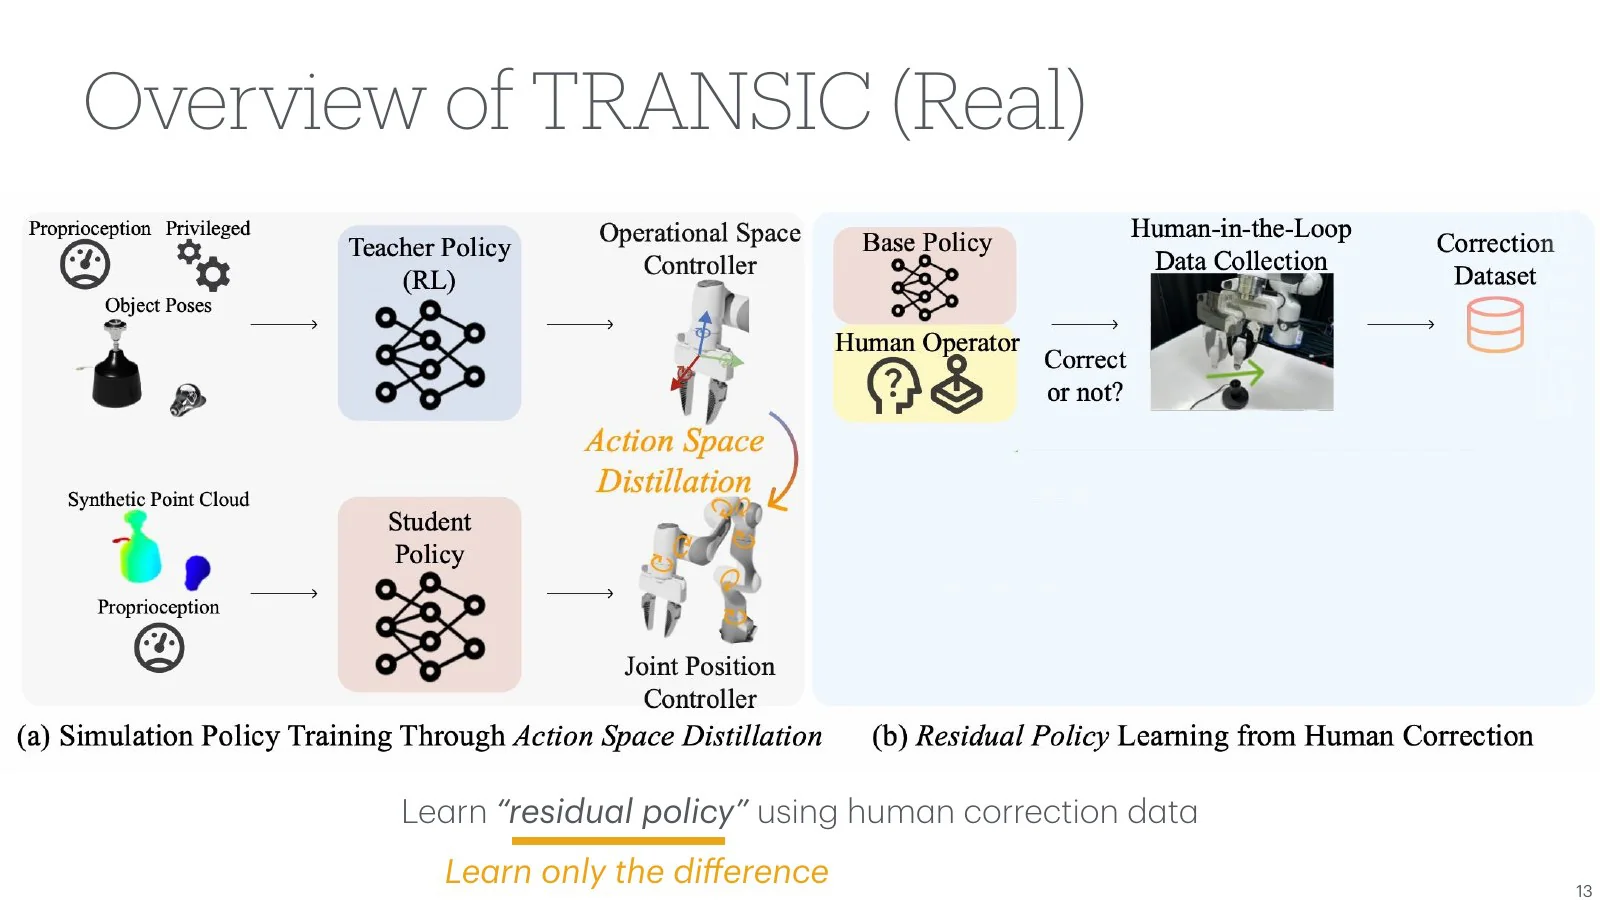 Overview of TRANSIC (Real)
Proprioception
Privileged
Object Poses
Teacher Policy
(RL)
Operational Space
Controller
Action Space
Distillation
Synthetic Point Cloud
Proprioception
Student
Policy
Joint Position
Controller
(a) Simulation Policy Training Through Action Space Distillation
Base Policy
Human Operator
?
Correct
or not?
Human-in-the-Loop
Data Collection
Correction
Dataset
(b) Residual Policy Learning from Human Correction
Learn “residual policy” using human correction data
Learn only the difference
13